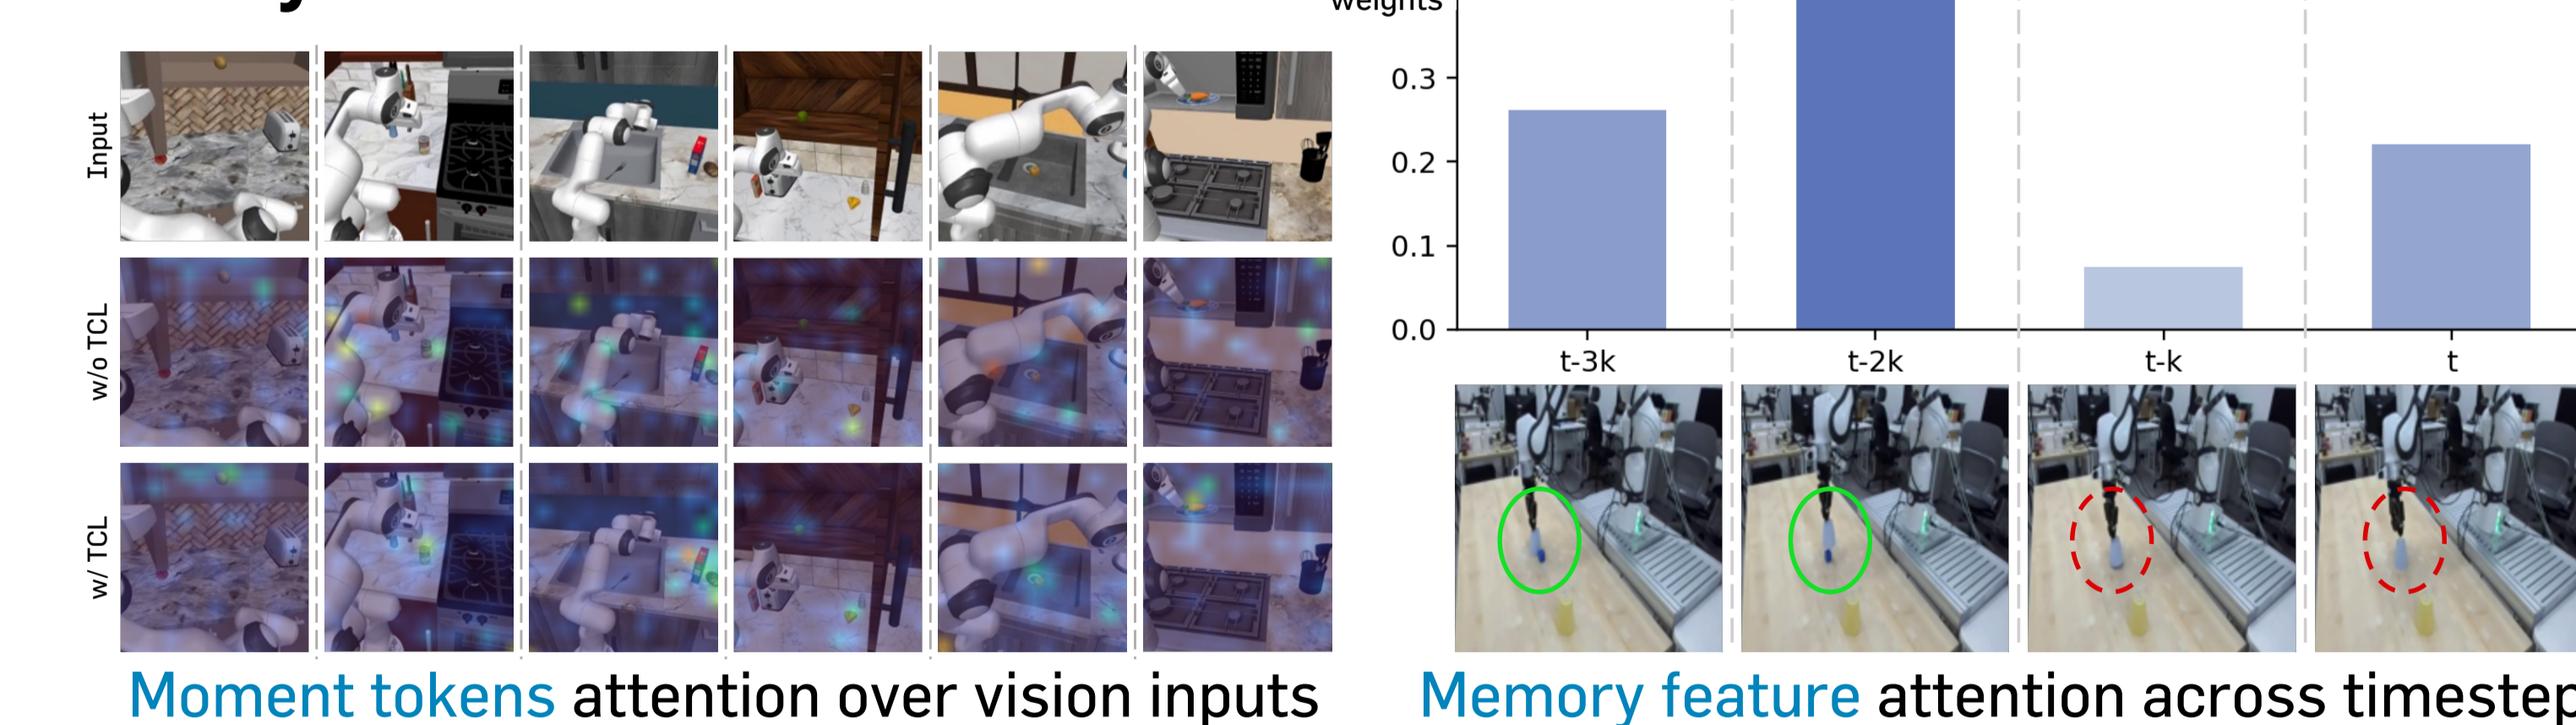 Input
w/o TCL
w/ TCL
Moment tokens attention over vision inputs
weights
0.3
0.2
0.1
0.0
t-3k
t-2k
t-k
t
Memory feature attention across timestep